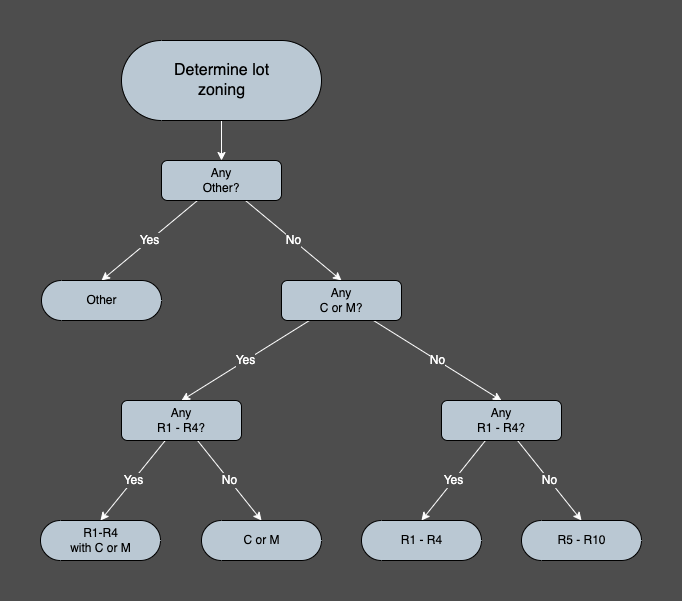 Determine lot
zoning
Any
Other?
Yes
No
Other
Any
C or M?
Yes
No
Any
R1 - R4?
Any
R1 - R4?
Yes
No
Yes
No
R1-R4
with C or M
C or M
R1 - R4
R5 - R10